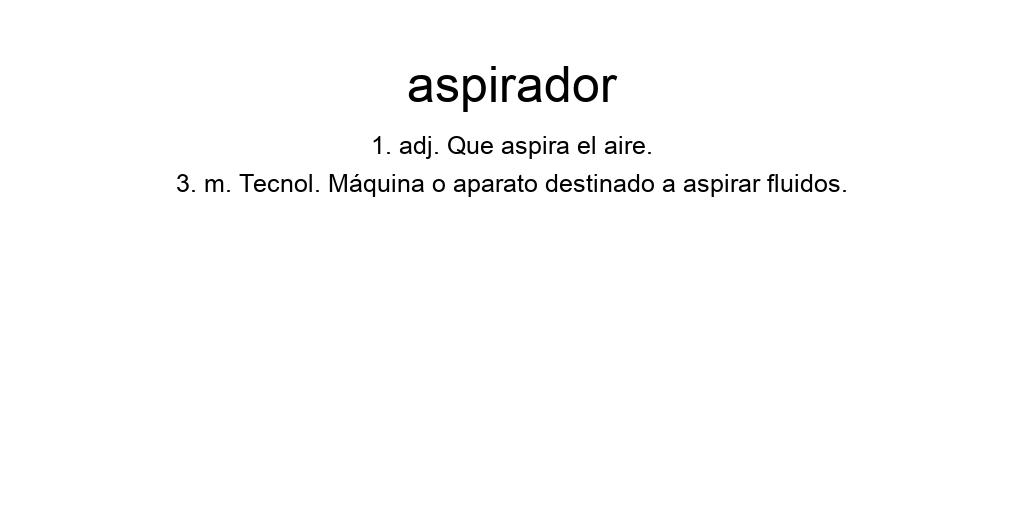 aspirador
1. adj. Que aspira el aire.
3. m. Tecnol. Máquina o aparato destinado a aspirar fluidos.